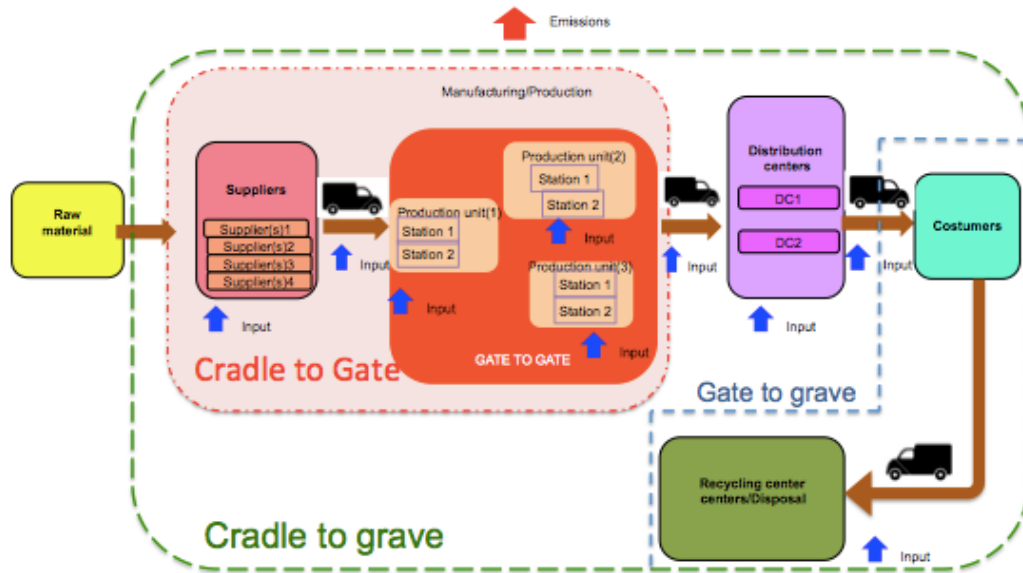 Emissions
Manufacturing/Production
Suppliers
Supplier(s)1
Supplier(s)2
Supplier(s)3
Supplier(s)4
Raw
material
Production unit(1)
Station 1
Station 2
Production unit(2)
Station 1
Station 2
Input
Production unit(3)
Station 1
Station 2
Input
Input
Input
Input
Input
GATE TO GATE
Cradle to Gate
Distribution
centers
DC1
DC2
Input
Input
Costumers
Gate to grave
Recycling center
centers/Disposal
Input
Cradle to grave